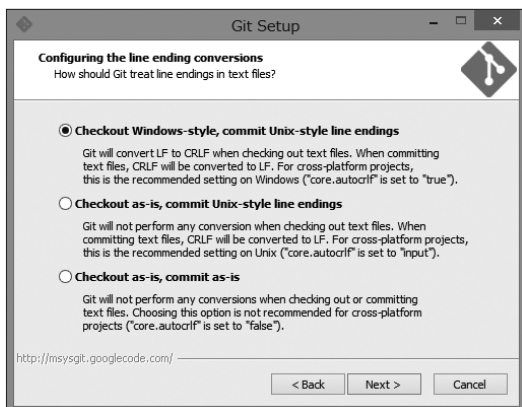 Git Setup
Configuring the line ending conversions
How should Git treat line endings in text files?
Checkout Windows-style, commit Unix-style line endings
Git will convert LF to CRLF when checking out text files. When committing
text files, CRLF will be converted to LF. For cross-platform projects,
this is the recommended setting on Windows ("core.autocrlf" is set to "true").
Checkout as-is, commit Unix-style line endings
Git will not perform any conversion when checking out text files. When
committing text files, CRLF will be converted to LF. For cross-platform projects,
this is the recommended setting on Unix ("core.autocrlf" is set to "input").
Checkout as-is, commit as-is
Git will not perform any conversions when checking out or committing
text files. Choosing this option is not recommended for cross-platform
projects ("core.autocrlf" is set to "false").
http://msysgit.googlecode.com/
< Back Next > Cancel